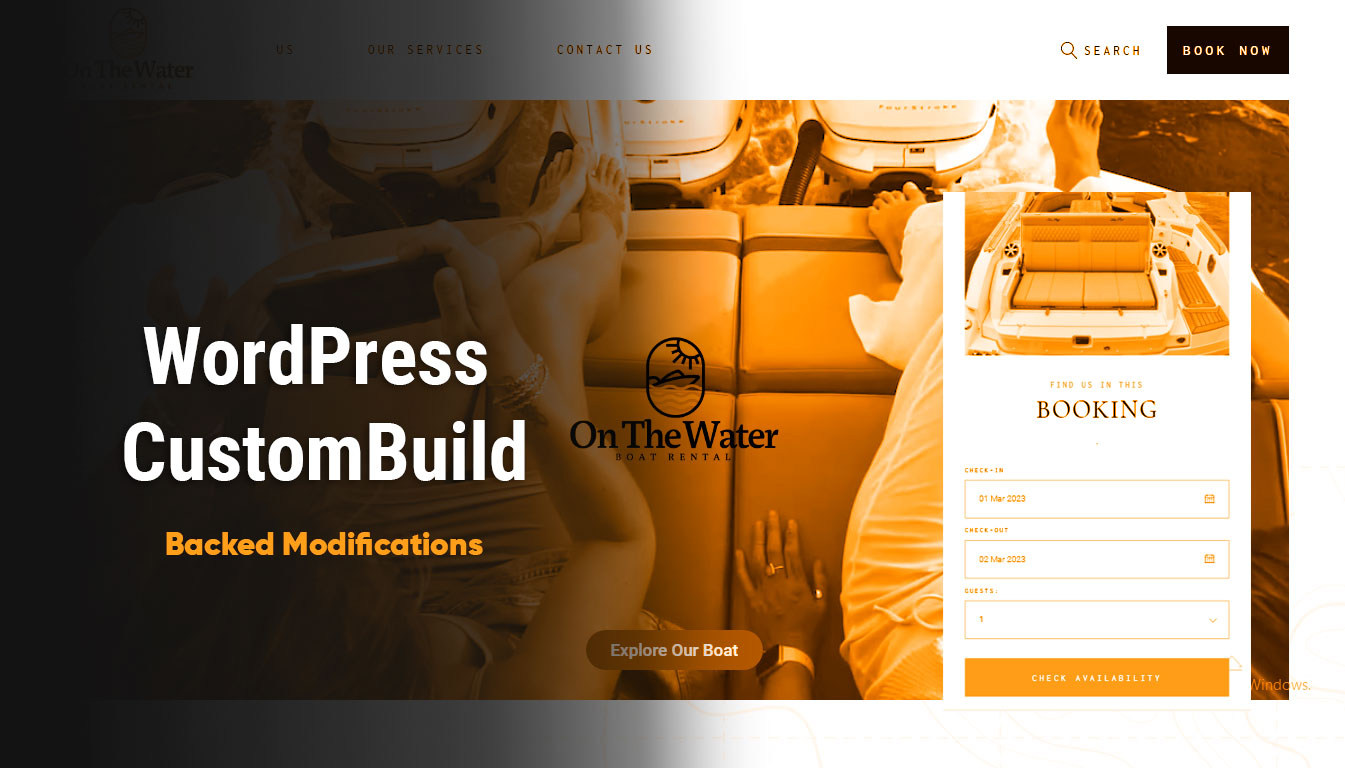 US
OUR SERVICES
CONTACT US
SEARCH
BOOK NOW
On The Water
BOAT RENTAL
FourStroke
FourStroke
WordPress
CustomBuild
Backed Modifications
On The Water
BOAT RENTAL
Explore Our Boat
FIND US IN THIS
BOOKING
CHECK-IN
01 Mar 2023
CHECK-OUT
02 Mar 2023
GUESTS:
1
CHECK AVAILABILITY
Windows.